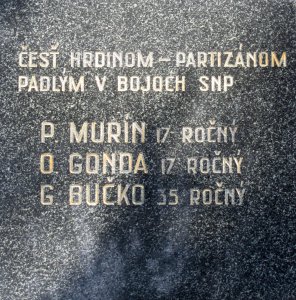 ČESŤ HRDINOM – PARTIZÁNOM
PADLÝM V BOJOCH SNP
P. MURÍN 17 ROČNÝ
O. GONDA 17 ROČNÝ
G. BUČKO 35 ROČNÝ